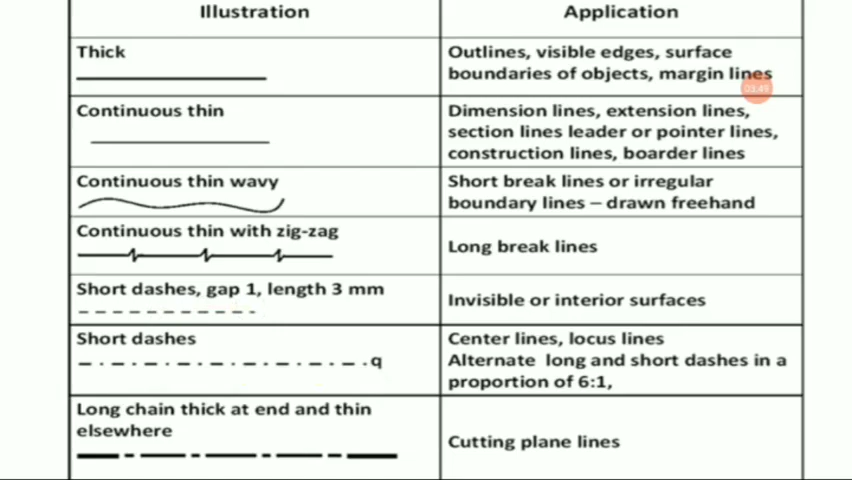 Illustration
Application
Thick
Outlines, visible edges, surface
boundaries of objects, margin lines
03:45
Continuous thin
Dimension lines, extension lines,
section lines leader or pointer lines,
construction lines, boarder lines
Continuous thin wavy
Short break lines or irregular
boundary lines – drawn freehand
Continuous thin with zig-zag
Long break lines
Short dashes, gap 1, length 3 mm
Invisible or interior surfaces
Short dashes
q
Center lines, locus lines
Alternate long and short dashes in a
proportion of 6:1,
Long chain thick at end and thin
elsewhere
Cutting plane lines